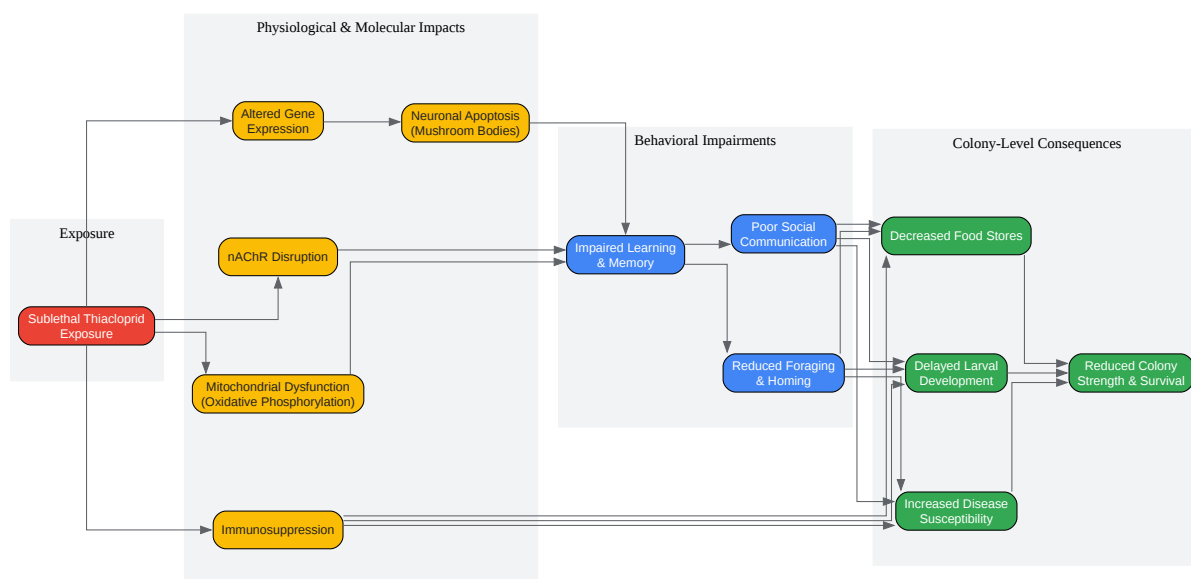 Physiological & Molecular Impacts
Altered Gene
Expression
Neuronal Apoptosis
(Mushroom Bodies)
Behavioral Impairments
Colony-Level Consequences
Exposure
Poor Social
Communication
Decreased Food Stores
nAChR Disruption
Impaired Learning
& Memory
Sublethal Thiacloprid
Exposure
Mitochondrial Dysfunction
(Oxidative Phosphorylation)
Reduced Foraging
& Homing
Delayed Larval
Development
Reduced Colony
Strength & Survival
Immunosuppression
Increased Disease
Susceptibility